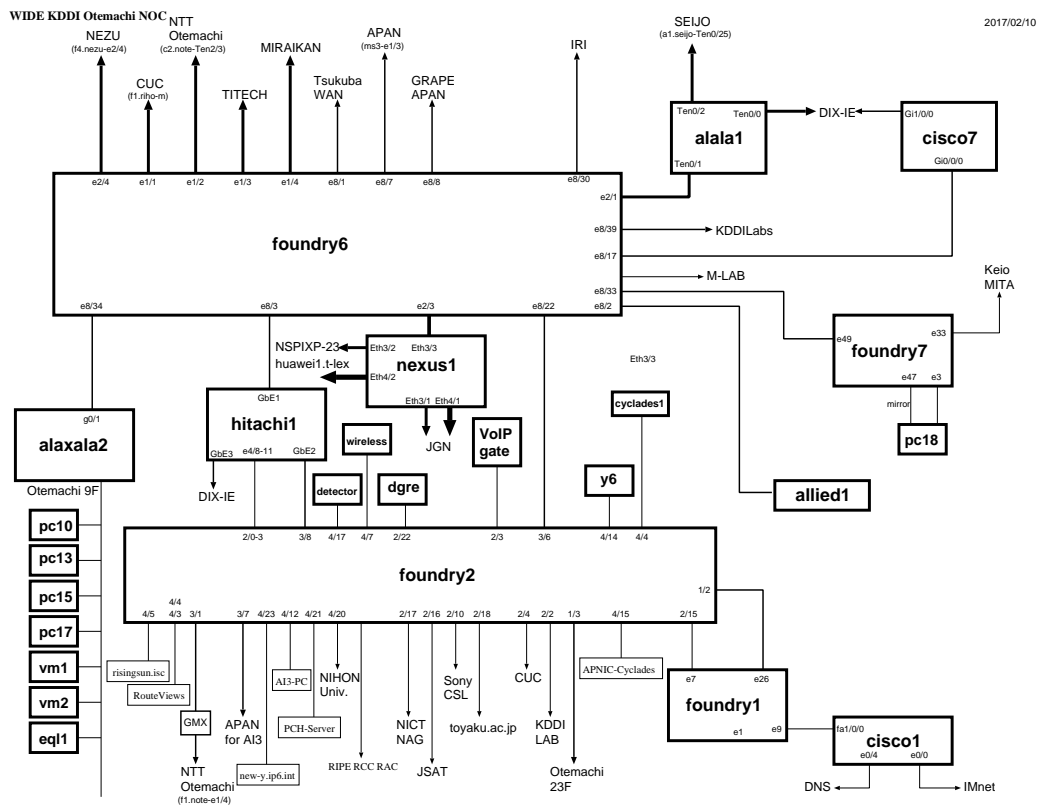 WIDE KDDI Otemachi NOC
2017/02/10
NEZU
(f4.nezu-e2/4)
CUC
(f1.riho-m)
NTT
Otemachi
(c2.note-Ten2/3)
TITECH
MIRAIKAN
Tsukuba
WAN
APAN
(ms3-e1/3)
GRAPE
APAN
IRI
SEIJO
(a1.seijo-Ten0/25)
Ten0/2
Ten0/0
alala1
Ten0/1
DIX-IE
Gi1/0/0
cisco7
Gi0/0/0
e2/4
e1/1
e1/2
e1/3
e1/4
e8/1
e8/7
e8/8
e8/30
e2/1
foundry6
e8/39
KDDILabs
e8/17
M-LAB
e8/33
e8/2
e8/34
e8/3
e2/3
e8/22
Keio
MITA
e33
e49
foundry7
e47
e3
mirror
pc18
NSPIXP-23
huawei1.t-lex
Eth3/2
Eth3/3
nexus1
Eth4/2
Eth3/1
Eth4/1
JGN
Eth3/3
GbE1
hitachi1
GbE3
e4/8-11
GbE2
DIX-IE
g0/1
alaxala2
Otemachi 9F
pc10
pc13
pc15
pc17
vm1
vm2
eql1
detector
wireless
dgre
VoIP
gate
y6
cyclades1
allied1
2/0-3
3/8
4/17
4/7
2/22
2/3
3/6
4/14
4/4
foundry2
1/2
4/5
4/4
4/3
3/1
3/7
4/23
4/12
4/21
4/20
2/17
2/16
2/10
2/18
2/4
2/2
1/3
4/15
2/15
risingsun.isc
RouteViews
GMX
NTT
Otemachi
(f1.note-e1/4)
APAN
for AI3
new-y.ip6.int
AI3-PC
PCH-Server
NIHON
Univ.
RIPE RCC RAC
NICT
NAG
JSAT
Sony
CSL
toyaku.ac.jp
CUC
KDDI
LAB
Otemachi
23F
APNIC-Cyclades
e7
e26
foundry1
e1
e9
fa1/0/0
cisco1
e0/4
e0/0
DNS
IMnet